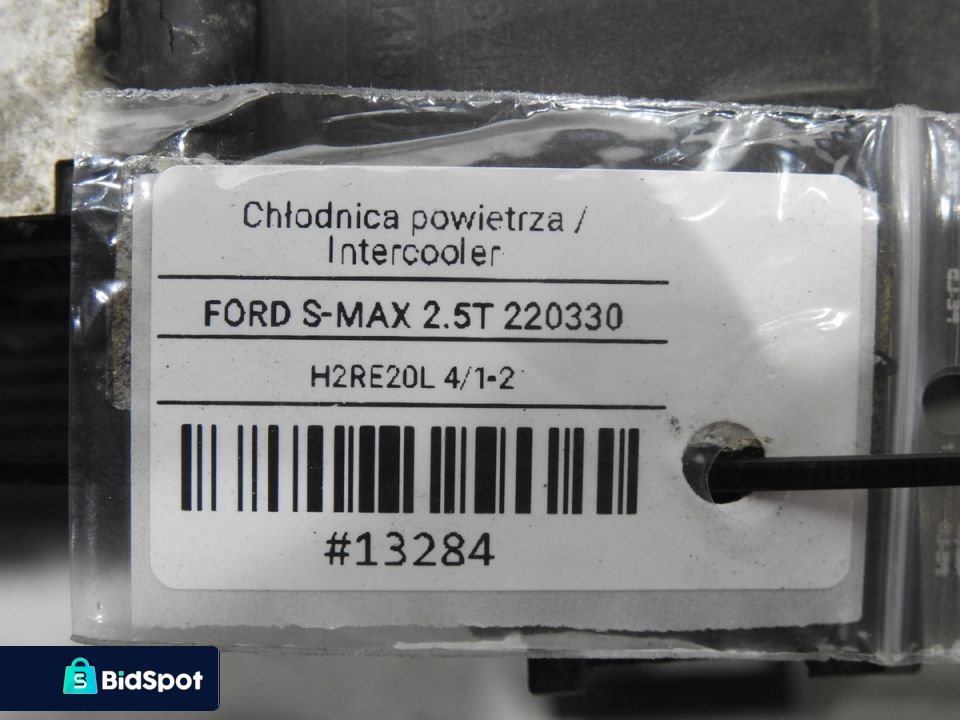 Chłodnica powietrza /
Intercooler
FORD S-MAX 2.5T 220330
H2RE20L 4/1-2
#13284
BidSpot